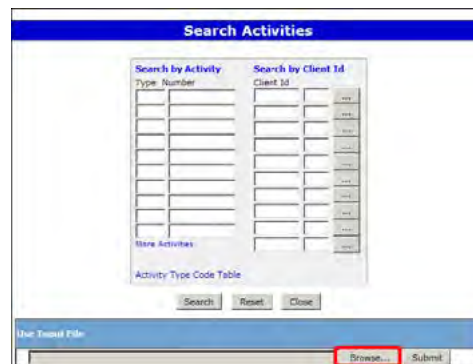 Search Activities
Search by Activity Search by Client Id
Type Number Client Id
...
...
...
...
...
...
...
...
...
...
More Activities
Activity Type Code Table
Search Reset Close
Use Input File
Browse... Submit